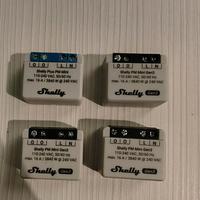 O O L N
Shelly Plus PM Mini
110-240 VAC, 50/60 Hz
max. 16 A / 3840 W @ 240 VAC
Shelly
O O L N
Shelly PM Mini Gen3
110-240 VAC, 50/60 Hz
max. 16 A / 3840 W @ 240 VAC
Shelly Gen3
O O L N
Shelly PM Mini Gen3
110-240 VAC, 50/60 Hz
max. 16 A / 3840 W @ 240 VAC
Shelly Gen3
O O L N
Shelly PM Mini Gen3
110-240 VAC, 50/60 Hz
max. 16 A / 3840 W @ 240 VAC
Shelly Gen3